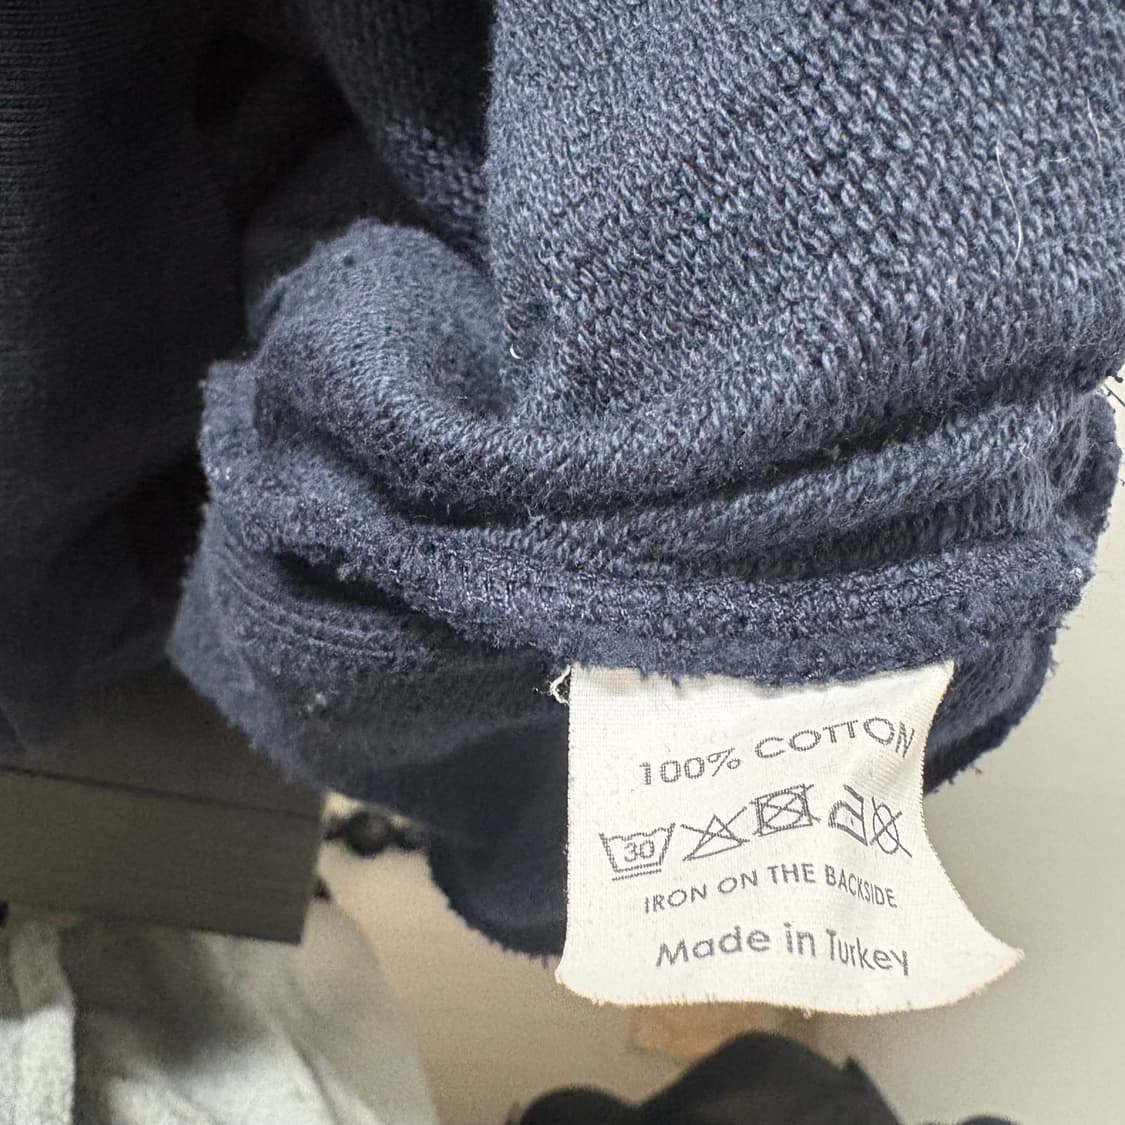 100% COTTON
30
IRON ON THE BACKSIDE
Made in Turkey